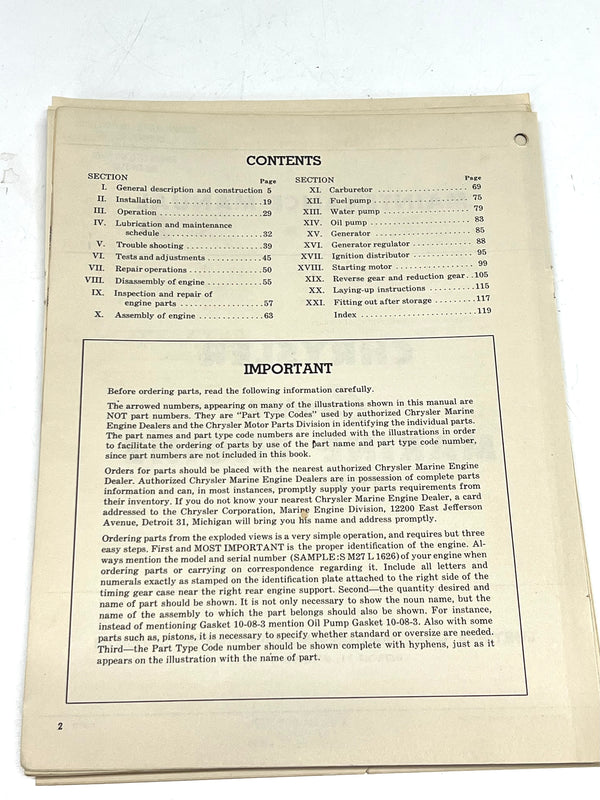 CONTENTS
SECTION Page
I. General description and construction 5
II. Installation ..................19
III. Operation ....................29
IV. Lubrication and maintenance
schedule ...................32
V. Trouble shooting ..............39
VI. Tests and adjustments .........45
VII. Repair operations .............50
VIII. Disassembly of engine .........55
IX. Inspection and repair of
engine parts ................57
X. Assembly of engine ............63
SECTION Page
XI. Carburetor .................... 69
XII. Fuel pump ..................... 75
XIII. Water pump .................... 79
XIV. Oil pump ...................... 83
XV. Generator ..................... 85
XVI. Generator regulator ........... 88
XVII. Ignition distributor .......... 95
XVIII. Starting motor ................ 99
XIX. Reverse gear and reduction gear..105
XX. Laying-up instructions .........115
XXI. Fitting out after storage ......117
Index ..........................119
IMPORTANT
Before ordering parts, read the following information carefully.
The arrowed numbers, appearing on many of the illustrations shown in this manual are
NOT part numbers. They are "Part Type Codes" used by authorized Chrysler Marine
Engine Dealers and the Chrysler Motor Parts Division in identifying the individual parts.
The part names and part type code numbers are included with the illustrations in order
to facilitate the ordering of parts by use of the part name and part type code number,
since part numbers are not included in this book.
Orders for parts should be placed with the nearest authorized Chrysler Marine Engine
Dealer. Authorized Chrysler Marine Engine Dealers are in possession of complete parts
information and can, in most instances, promptly supply your parts requirements from
their inventory. If you do not know your nearest Chrysler Marine Engine Dealer, a card
addressed to the Chrysler Corporation, Marine Engine Division, 12200 East Jefferson
Avenue, Detroit 31, Michigan will bring you his name and address promptly.
Ordering parts from the exploded views is a very simple operation, and requires but three
easy steps. First and MOST IMPORTANT is the proper identification of the engine. Al-
ways mention the model and serial number (SAMPLE:S M27 L 1626) of your engine when
ordering parts or carrying on correspondence regarding it. Include all letters and
numerals exactly as stamped on the identification plate attached to the right side of the
timing gear case near the right rear engine support. Second—the quantity desired and
name of part should be shown. It is not only necessary to show the noun name, but the
name of the assembly to which the part belongs should also be shown. For instance,
instead of mentioning Gasket 10-08-3 mention Oil Pump Gasket 10-08-3. Also with some
parts such as, pistons, it is necessary to specify whether standard or oversize are needed.
Third—the Part Type Code number should be shown complete with hyphens, just as it
appears on the illustration with the name of part.
2